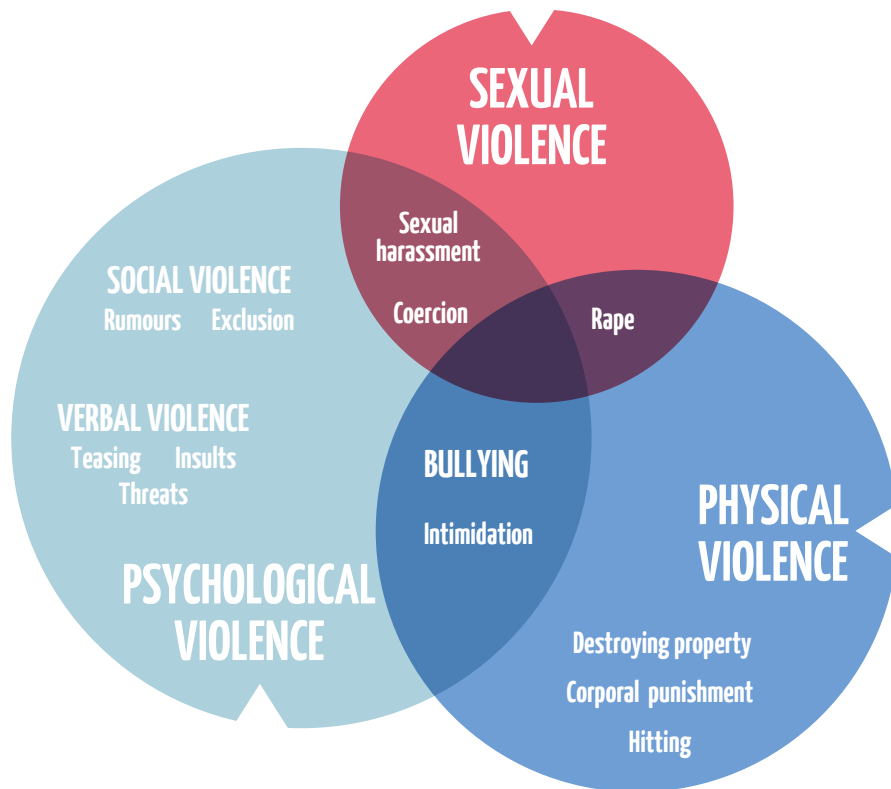 SEXUAL
VIOLENCE
Sexual
harassment
Coercion
Rape
SOCIAL VIOLENCE
Rumours Exclusion
VERBAL VIOLENCE
Teasing Insults
Threats
PSYCHOLOGICAL
VIOLENCE
BULLYING
Intimidation
PHYSICAL
VIOLENCE
Destroying property
Corporal punishment
Hitting